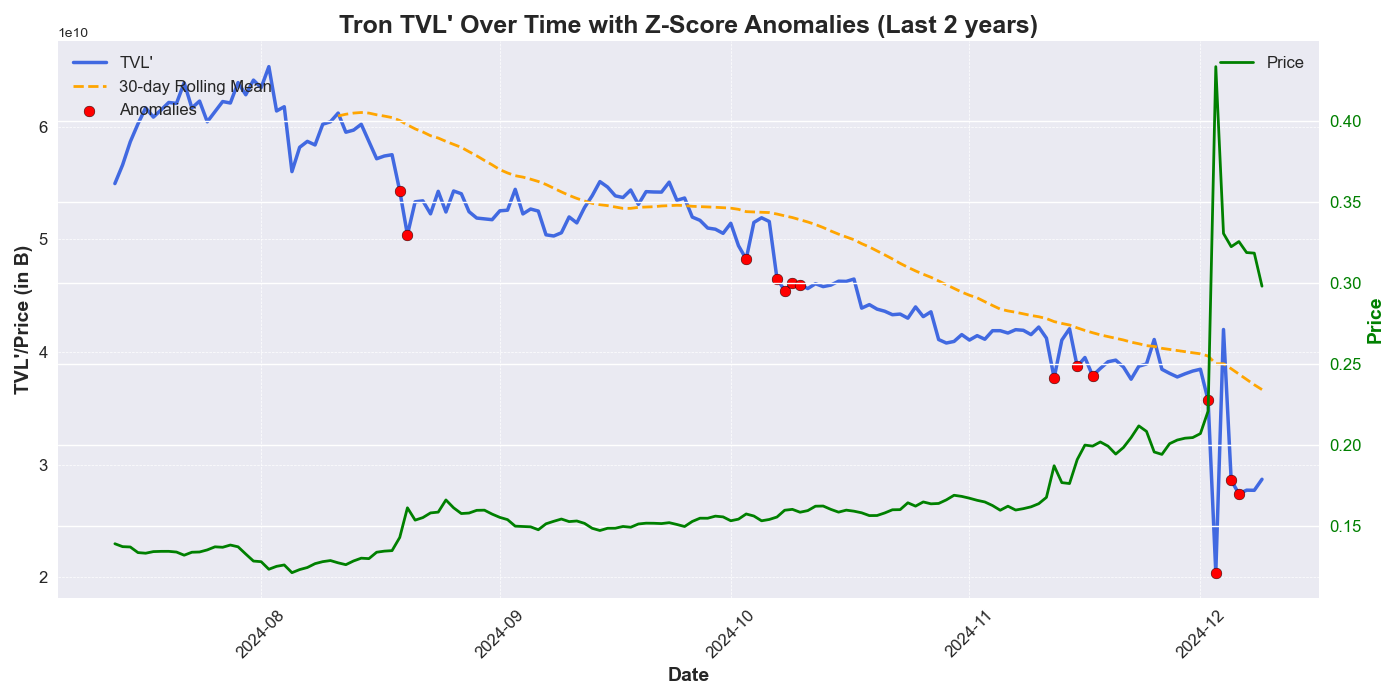 Tron TVL' Over Time with Z-Score Anomalies (Last 2 years)
1e10
TVL'
30-day Rolling Mean
Anomalies
Price
6
5
4
3
2
TVL'/Price (in B)
0.40
0.35
0.30
0.25
0.20
0.15
Price
2024-08
2024-09
2024-10
2024-11
2024-12
Date